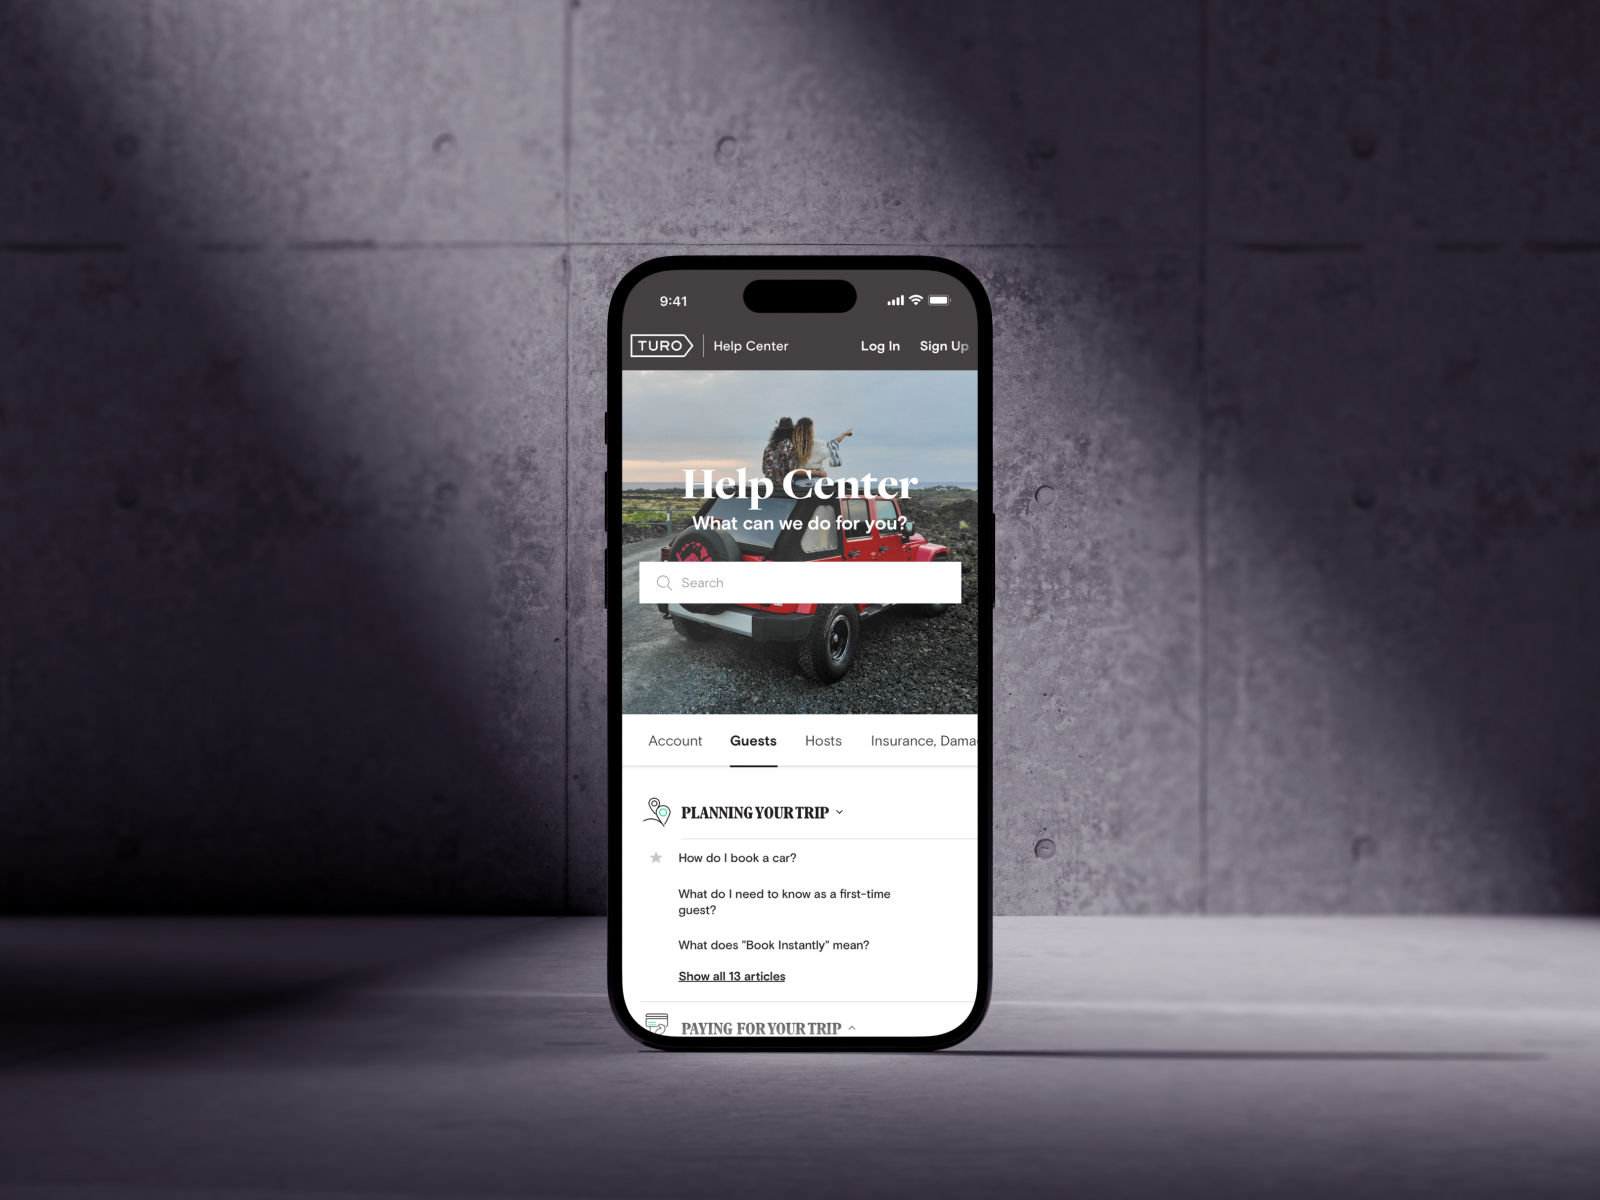 9:41
TURO Help Center Log In Sign Up
Help Center
What can we do for you?
Search
Account Guests Hosts Insurance,
PLANNING YOUR TRIP
How do I book a car?
What do I need to know as a first-time
guest?
What does "Book Instantly" mean?
Show all 13 articles
PAYING FOR YOUR TRIP